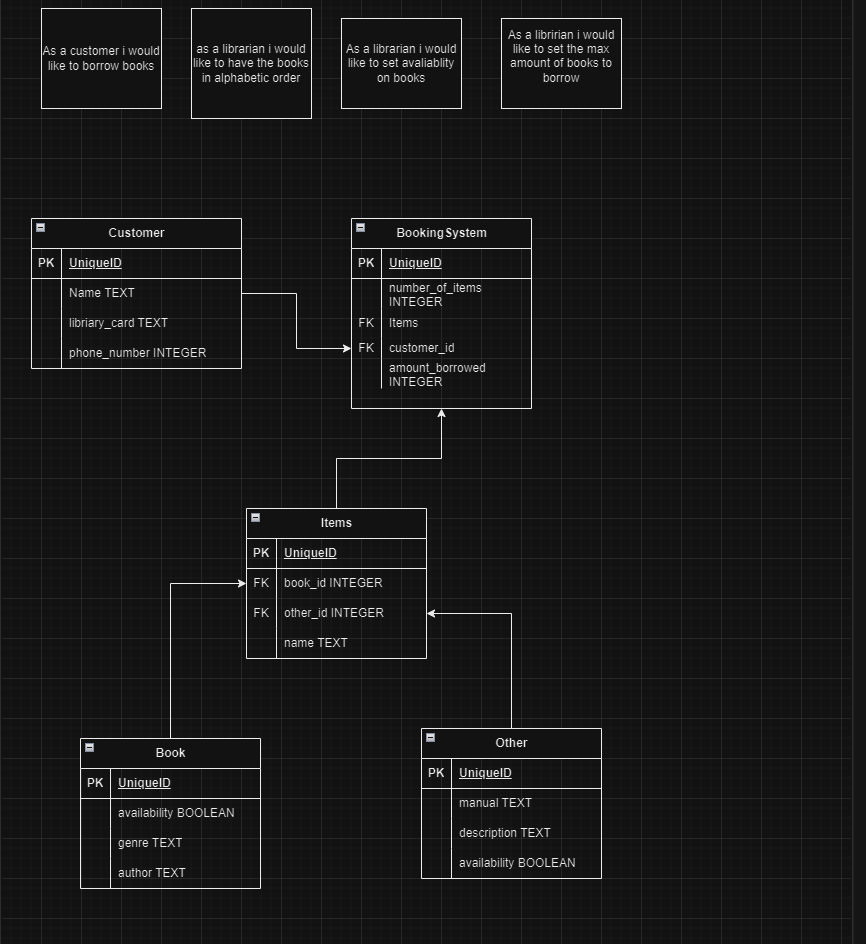 As a customer i would
like to borrow books
as a librarian i would
like to have the books
in alphabetic order
As a librarian i would
like to set avaliablity
on books
As a libririan i would
like to set the max
amount of books to
borrow
Customer
PK UniqueID
Name TEXT
libriary_card TEXT
phone_number INTEGER
BookingSystem
PK UniqueID
number_of_items
INTEGER
FK Items
FK customer_id
amount_borrowed
INTEGER
Items
PK UniqueID
FK book_id INTEGER
FK other_id INTEGER
name TEXT
Book
PK UniqueID
availability BOOLEAN
genre TEXT
author TEXT
Other
PK UniqueID
manual TEXT
description TEXT
availability BOOLEAN